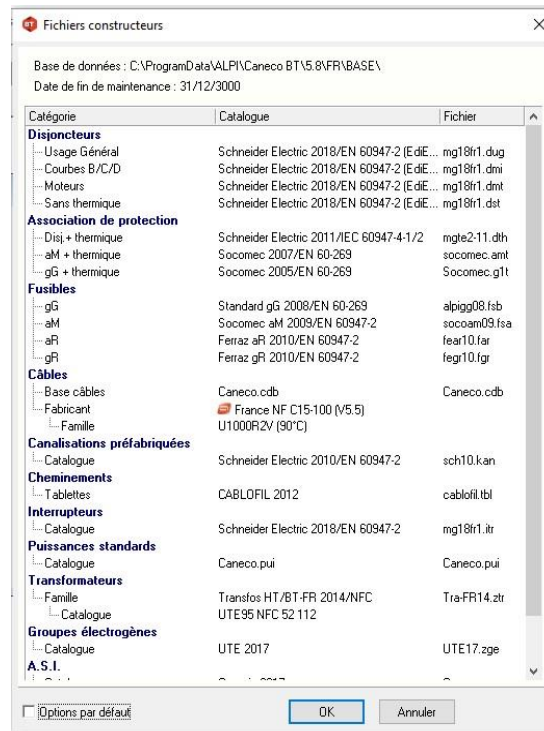 BT Fichiers constructeurs
Base de données : C:\ProgramData\ALPI\Caneco BT\5.8\FR\BASE\
Date de fin de maintenance : 31/12/3000
Catégorie Catalogue Fichier
Disjoncteurs
Usage Général Schneider Electric 2018/EN 60947-2 (EdiE... mg18fr1.dug
Courbes B/C/D Schneider Electric 2018/EN 60947-2 (EdiE... mg18fr1.dmi
Moteurs Schneider Electric 2018/EN 60947-2 (EdiE... mg18fr1.dmt
Sans thermique Schneider Electric 2018/EN 60947-2 (EdiE... mg18fr1.dst
Association de protection
Disj.+ thermique Schneider Electric 2011/IEC 60947-4-1/2 mgte2-11.dth
aM + thermique Socomec 2007/EN 60-269 socomec.amt
gG + thermique Socomec 2005/EN 60-269 Socomec.g1t
Fusibles
gG Standard gG 2008/EN 60-269 alpigg08.fsb
aM Socomec aM 2009/EN 60947-2 socoam09.fsa
aR Ferraz aR 2010/EN 60947-2 fear10.far
gR Ferraz gR 2010/EN 60947-2 fegr10.fgr
Câbles
Base câbles Caneco.cdb Caneco.cdb
Fabricant France NF C15-100 (V5.5)
Famille U1000R2V (90°C)
Canalisations préfabriquées
Catalogue Schneider Electric 2010/EN 60947-2 sch10.kan
Cheminements
Tablettes CABLOFIL 2012 cablofil.tbl
Interrupteurs
Catalogue Schneider Electric 2018/EN 60947-2 mg18fr1.itr
Puissances standards
Catalogue Caneco.pui Caneco.pui
Transformateurs
Famille Transfos HT/BT-FR 2014/NFC Tra-FR14.ztr
Catalogue UTE95 NFC 52 112
Groupes électrogènes
Catalogue UTE 2017 UTE17.zge
A.S.I.
Options par défaut OK Annuler